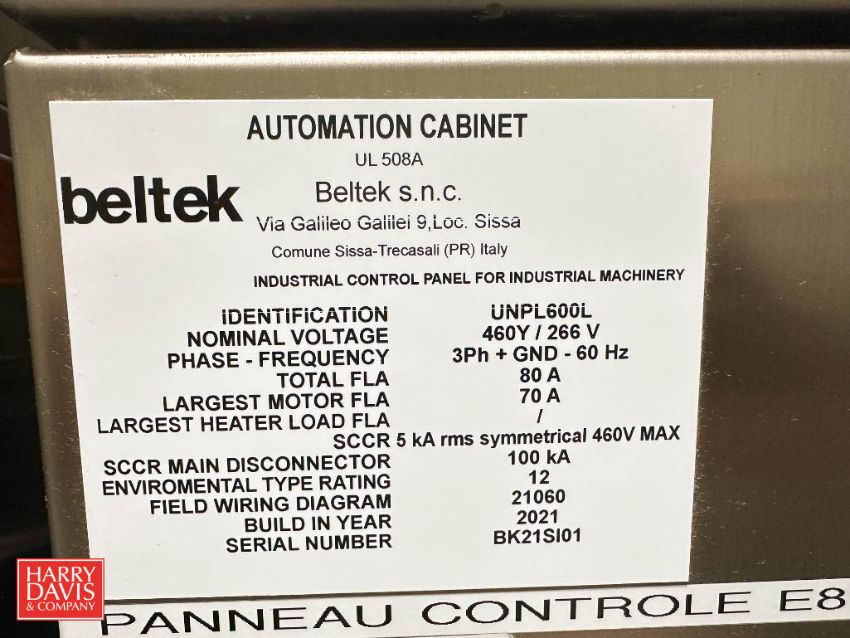 AUTOMATION CABINET
UL 508A
beltek
Beltek s.n.c.
Via Galileo Galilei 9,Loc. Sissa
Comune Sissa-Trecasali (PR) Italy
INDUSTRIAL CONTROL PANEL FOR INDUSTRIAL MACHINERY
IDENTIFICATION UNPL600L
NOMINAL VOLTAGE 460Y / 266 V
PHASE - FREQUENCY 3Ph + GND - 60 Hz
TOTAL FLA 80 A
LARGEST MOTOR FLA 70 A
LARGEST HEATER LOAD FLA /
SCCR 5 kA rms symmetrical 460V MAX
SCCR MAIN DISCONNECTOR 100 kA
ENVIROMENTAL TYPE RATING 12
FIELD WIRING DIAGRAM 21060
BUILD IN YEAR 2021
SERIAL NUMBER BK21SI01
HARRY
DAVIS
& COMPANY
PANNEAU CONTROLE E8